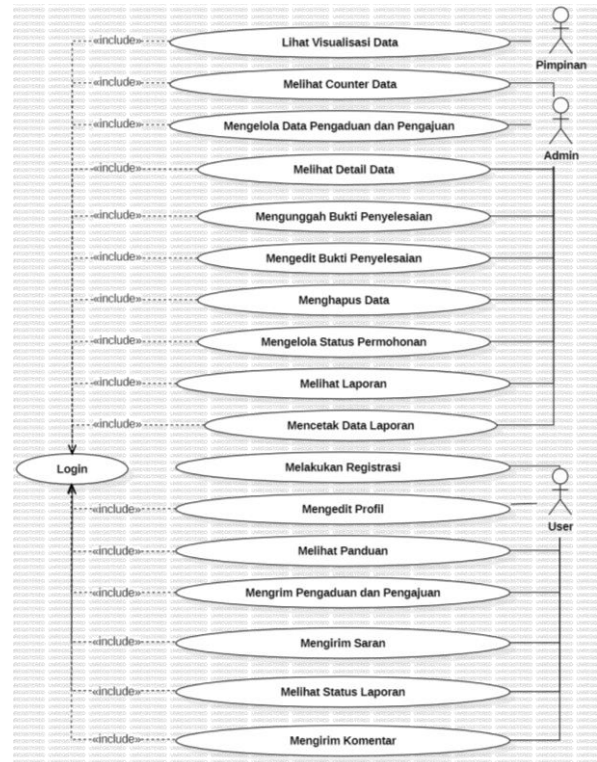 «include»
Lihat Visualisasi Data
Pimpinan
«include»
Melihat Counter Data
«include»
Mengelola Data Pengaduan dan Pengajuan
Admin
«include»
Melihat Detail Data
«include»
Mengunggah Bukti Penyelesaian
«include»
Mengedit Bukti Penyelesaian
«include»
Menghapus Data
«include»
Mengelola Status Permohonan
«include»
Melihat Laporan
«include»
Mencetak Data Laporan
Login
Melakukan Registrasi
«include»
Mengedit Profil
User
«include»
Melihat Panduan
«include»
Mengrim Pengaduan dan Pengajuan
«include»
Mengirim Saran
«include»
Melihat Status Laporan
«include»
Mengirim Komentar